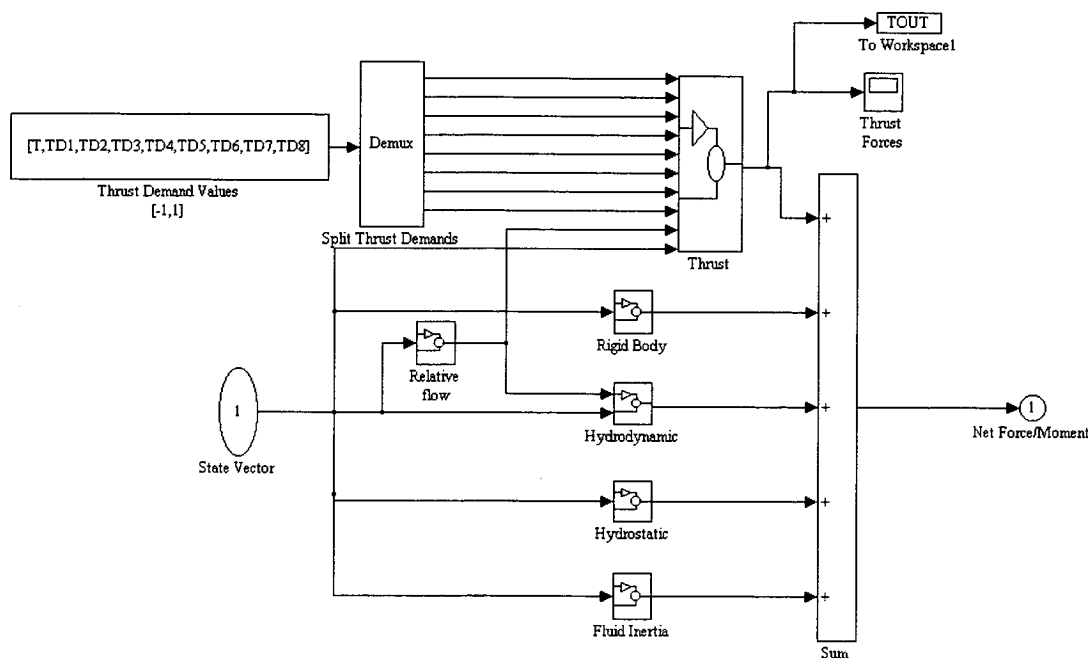 TOUT
To Workspace1
Thrust
Forces
[T,TD1,TD2,TD3,TD4,TD5,TD6,TD7,TD8]
Thrust Demand Values
[-1,1]
Demux
Split Thrust Demands
Thrust
+
Rigid Body
+
Relative
flow
1
State Vector
Hydrodynamic
+
1
Net Force/Moment
Hydrostatic
+
Fluid Inertia
+
Sum